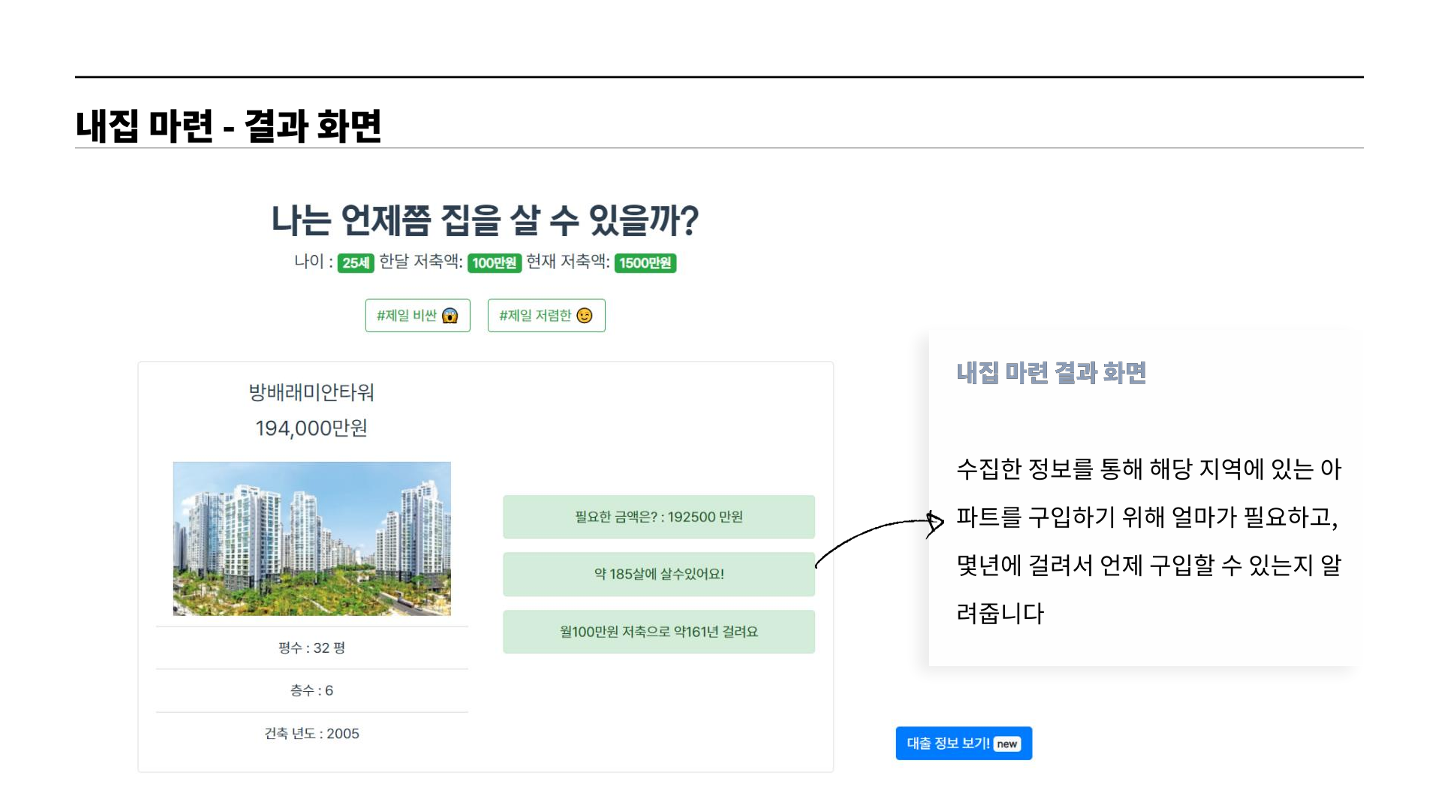 내집 마련 - 결과 화면
나는 언제쯤 집을 살 수 있을까?
나이 : 25세 한달 저축액: 100만원 현재 저축액: 1500만원
#제일 비싼 😱 #제일 저렴한 😉
방배래미안타워
194,000만원
평수 : 32 평
층수 : 6
건축 년도 : 2005
필요한 금액은? : 192500 만원
약 185살에 살수있어요!
월100만원 저축으로 약161년 걸려요
내집 마련 결과 화면
수집한 정보를 통해 해당 지역에 있는 아
파트를 구입하기 위해 얼마가 필요하고,
몇년에 걸려서 언제 구입할 수 있는지 알
려줍니다
대출 정보 보기! new